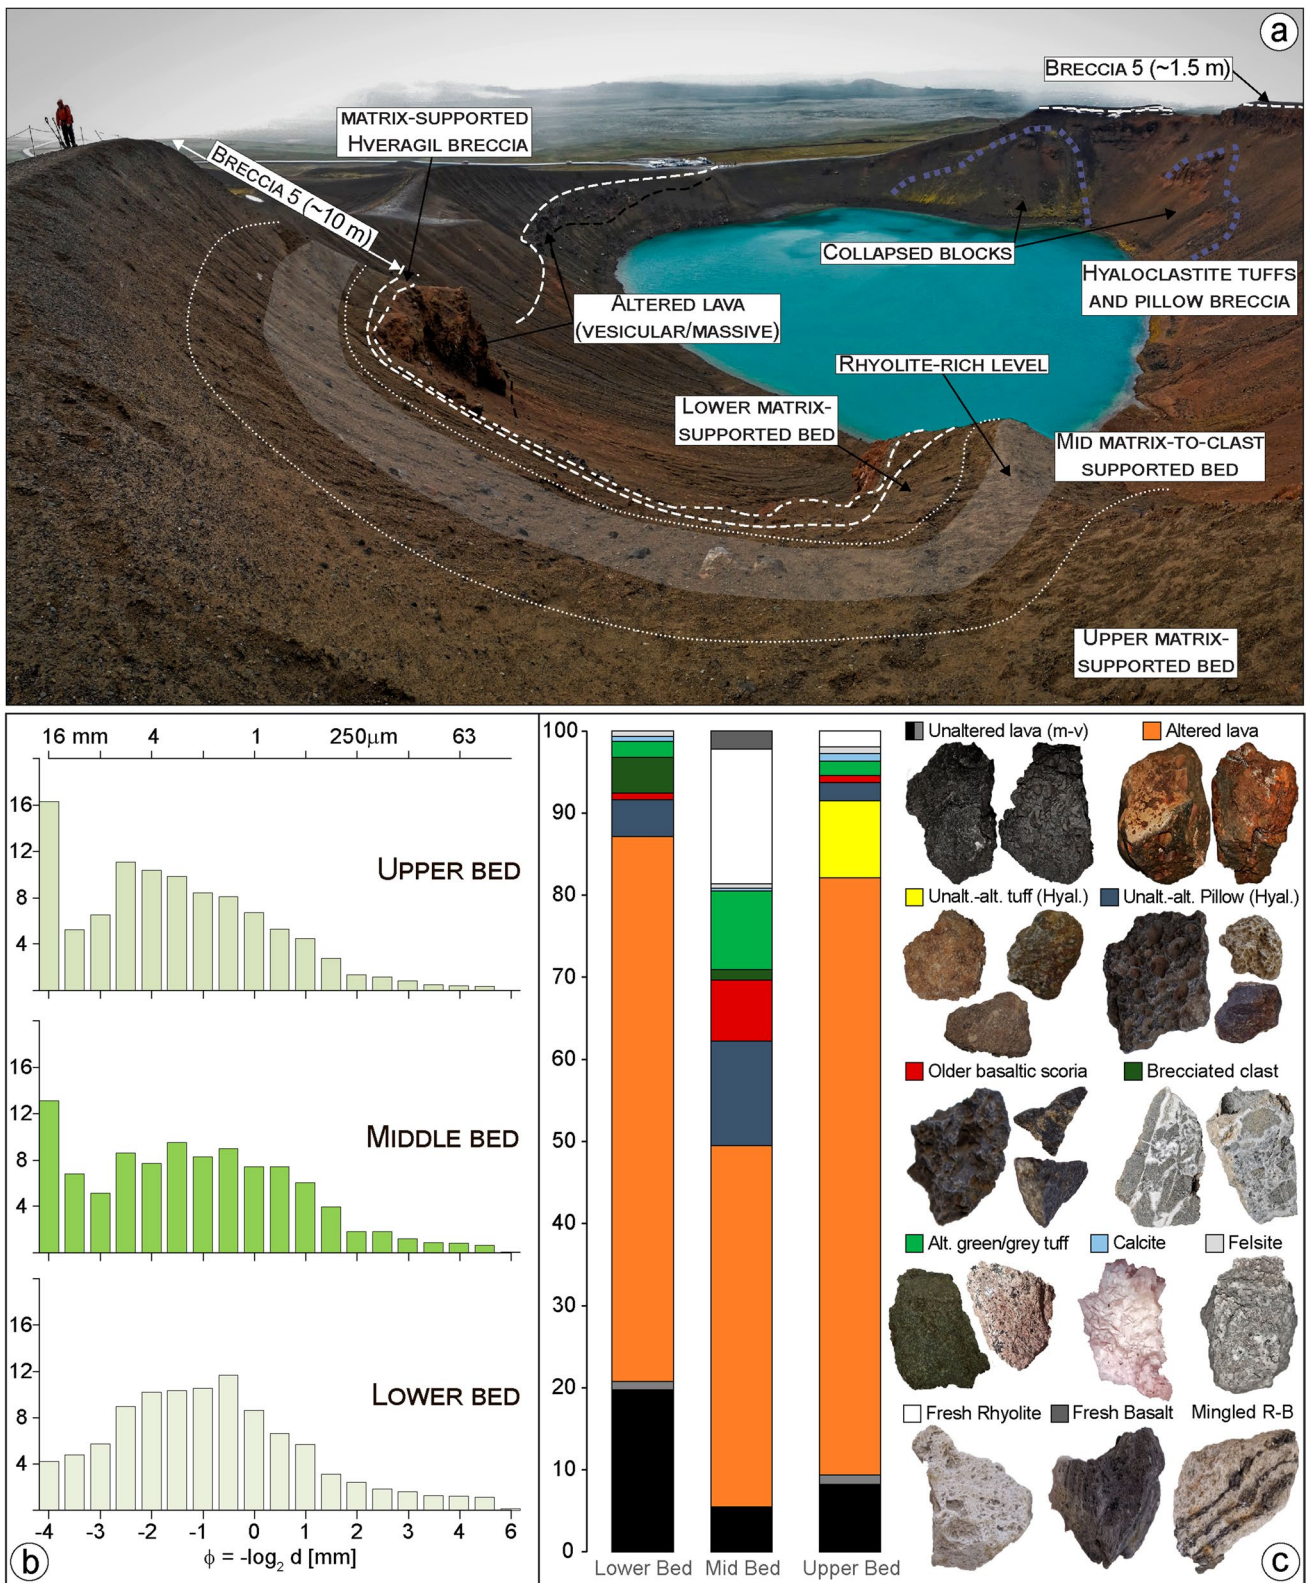 a
BRECCIA 5 (~1.5 m)
MATRIX-SUPPORTED
HVERAGIL BRECCIA
BRECCIA 5 (~10 m)
COLLAPSED BLOCKS
HYALOCLASTITE TUFFS
AND PILLOW BRECCIA
ALTERED LAVA
(VESICULAR/MASSIVE)
RHYOLITE-RICH LEVEL
LOWER MATRIX-
SUPPORTED BED
MID MATRIX-TO-CLAST
SUPPORTED BED
UPPER MATRIX-
SUPPORTED BED
16 mm 4 1 250μm 63
16
12
8
4
UPPER BED
16
12
8
4
MIDDLE BED
16
12
8
4
LOWER BED
-4 -3 -2 -1 0 1 2 3 4 5 6
ϕ = -log₂ d [mm]
b
100
90
80
70
60
50
40
30
20
10
0
Lower Bed Mid Bed Upper Bed
Unaltered lava (m-v) Altered lava
Unalt.-alt. tuff (Hyal.) Unalt.-alt. Pillow (Hyal.)
Older basaltic scoria Brecciated clast
Alt. green/grey tuff Calcite Felsite
Fresh Rhyolite Fresh Basalt Mingled R-B
c